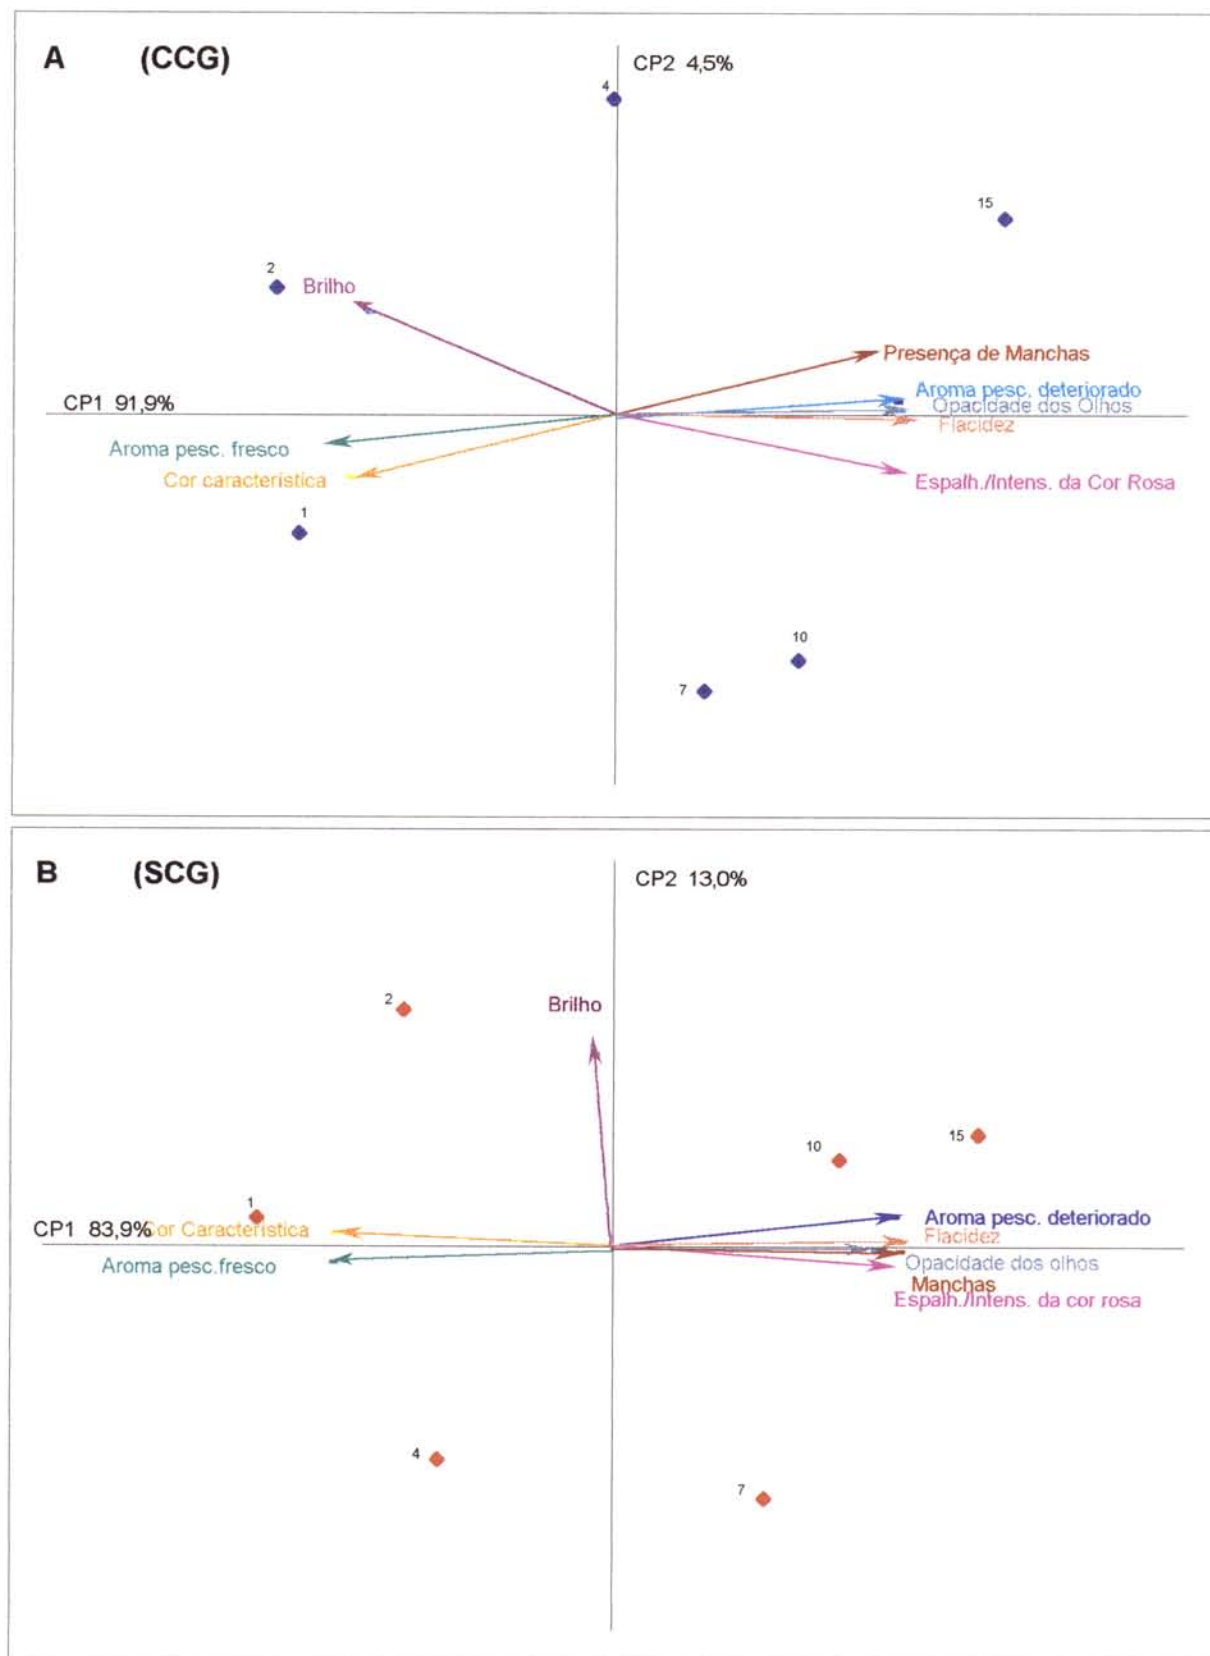 A (CCG)
CP2 4,5%
4
15
2
Brilho
Presença de Manchas
Aroma pesc. deteriorado
CP1 91,9%
Opacidade dos Olhos
Flacidez
Aroma pesc. fresco
Cor característica
Espalh./Intens. da Cor Rosa
1
10
7
B (SCG)
CP2 13,0%
2
Brilho
10
15
1
CP1 83,9%
Cor Característica
Aroma pesc. deteriorado
Flacidez
Aroma pesc.fresco
Opacidade dos olhos
Manchas
Espalh./Intens. da cor rosa
4
7